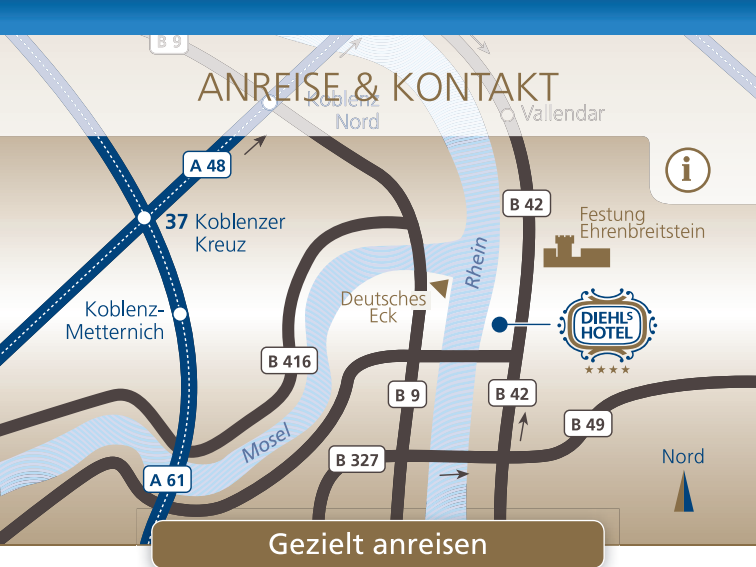 B 9
ANREISE & KONTAKT
Koblenz
Nord
Vallendar
A 48
i
B 42
37 Koblenzer
Kreuz
Festung
Ehrenbreitstein
Rhein
Deutsches
Eck
Koblenz-
Metternich
DIEHLS
HOTEL
B 416
B 9
B 42
B 49
Mosel
B 327
Nord
A 61
Gezielt anreisen